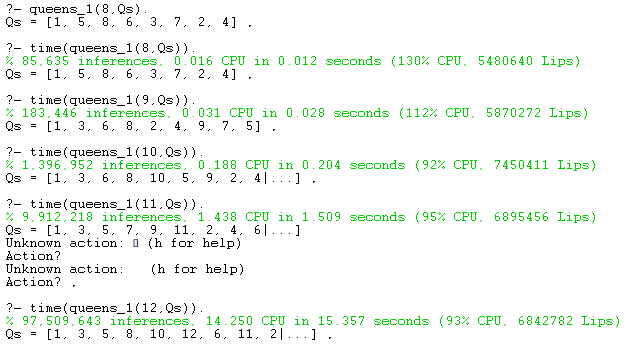 ?- queens_1(8,Qs).
Qs = [1, 5, 8, 6, 3, 7, 2, 4] ,
?- time(queens_1(8,Qs)).
% 85,635 inferences, 0.016 CPU in 0.012 seconds (130% CPU, 5480640 Lips)
Qs = [1, 5, 8, 6, 3, 7, 2, 4] ,
?- time(queens_1(9,Qs)).
% 183,446 inferences, 0.031 CPU in 0.028 seconds (112% CPU, 5870272 Lips)
Qs = [1, 3, 6, 8, 2, 4, 9, 7, 5] ,
?- time(queens_1(10,Qs)).
% 1,396,952 inferences, 0.188 CPU in 0.204 seconds (92% CPU, 7450411 Lips)
Qs = [1, 3, 6, 8, 10, 5, 9, 2, 4|...] ,
?- time(queens_1(11,Qs)).
% 9,912,218 inferences, 1.438 CPU in 1.509 seconds (95% CPU, 6895456 Lips)
Qs = [1, 3, 5, 7, 9, 11, 2, 4, 6|...]
Unknown action: (h for help)
Action?
Unknown action: (h for help)
Action? ,
?- time(queens_1(12,Qs)).
% 97,509,643 inferences, 14.250 CPU in 15.357 seconds (93% CPU, 6842782 Lips)
Qs = [1, 3, 5, 8, 10, 12, 6, 11, 2|...] ,